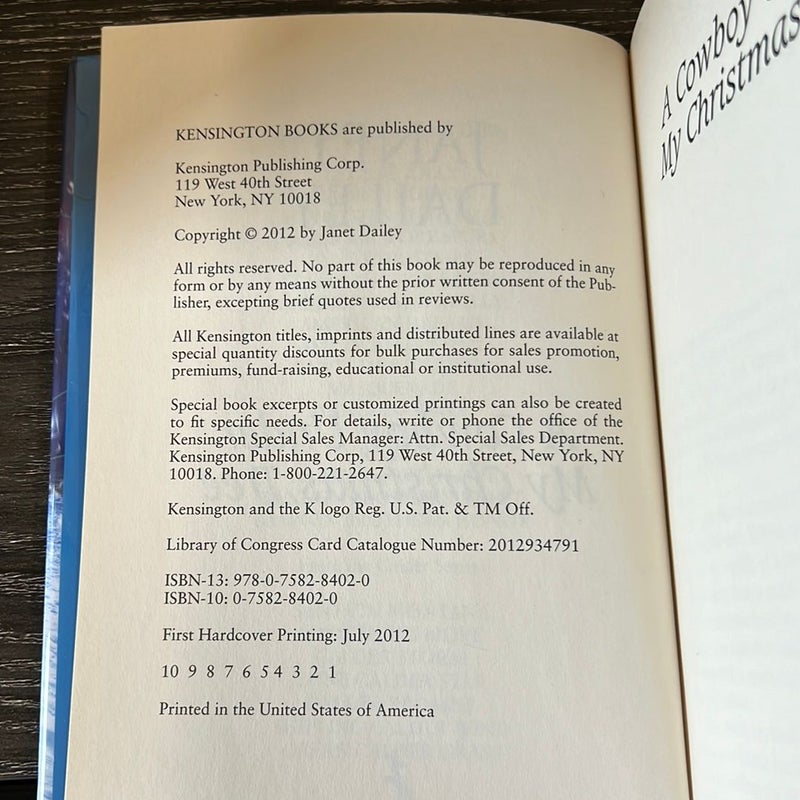 KENSINGTON BOOKS are published by
Kensington Publishing Corp.
119 West 40th Street
New York, NY 10018
Copyright © 2012 by Janet Dailey
All rights reserved. No part of this book may be reproduced in any
form or by any means without the prior written consent of the Pub-
lisher, excepting brief quotes used in reviews.
All Kensington titles, imprints and distributed lines are available at
special quantity discounts for bulk purchases for sales promotion,
premiums, fund-raising, educational or institutional use.
Special book excerpts or customized printings can also be created
to fit specific needs. For details, write or phone the office of the
Kensington Special Sales Manager: Attn. Special Sales Department.
Kensington Publishing Corp, 119 West 40th Street, New York, NY
10018. Phone: 1-800-221-2647.
Kensington and the K logo Reg. U.S. Pat. & TM Off.
Library of Congress Card Catalogue Number: 2012934791
ISBN-13: 978-0-7582-8402-0
ISBN-10: 0-7582-8402-0
First Hardcover Printing: July 2012
10 9 8 7 6 5 4 3 2 1
Printed in the United States of America
A Cowboy
My Christmas